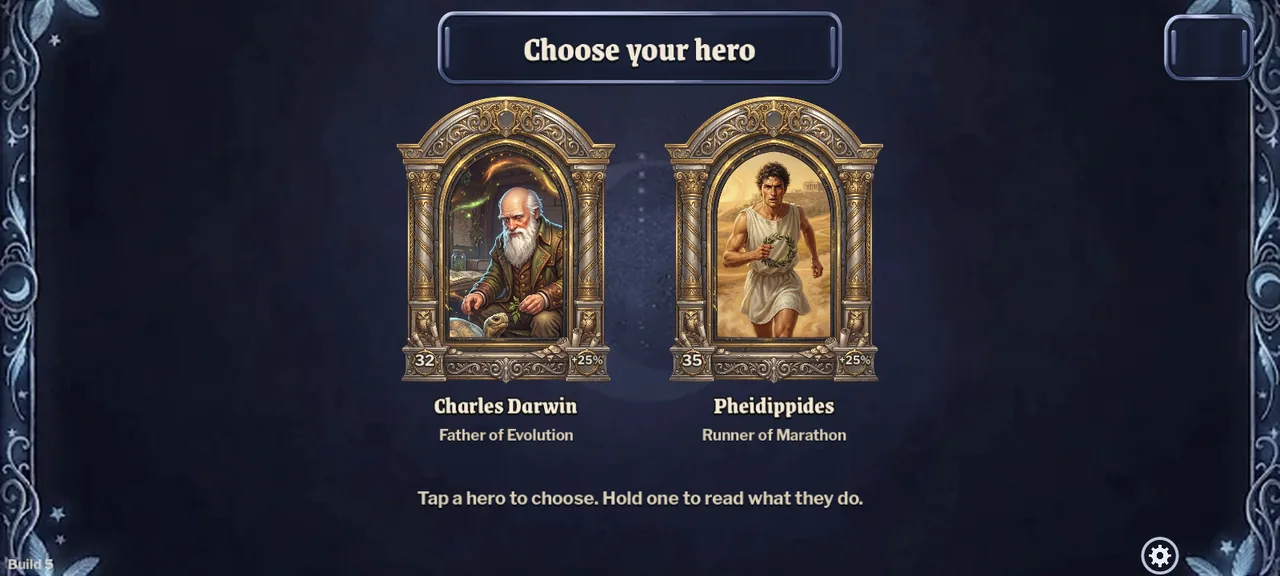 Choose your hero
32
+25%
35
+25%
Charles Darwin
Father of Evolution
Pheidippides
Runner of Marathon
Tap a hero to choose. Hold one to read what they do.
Build 5